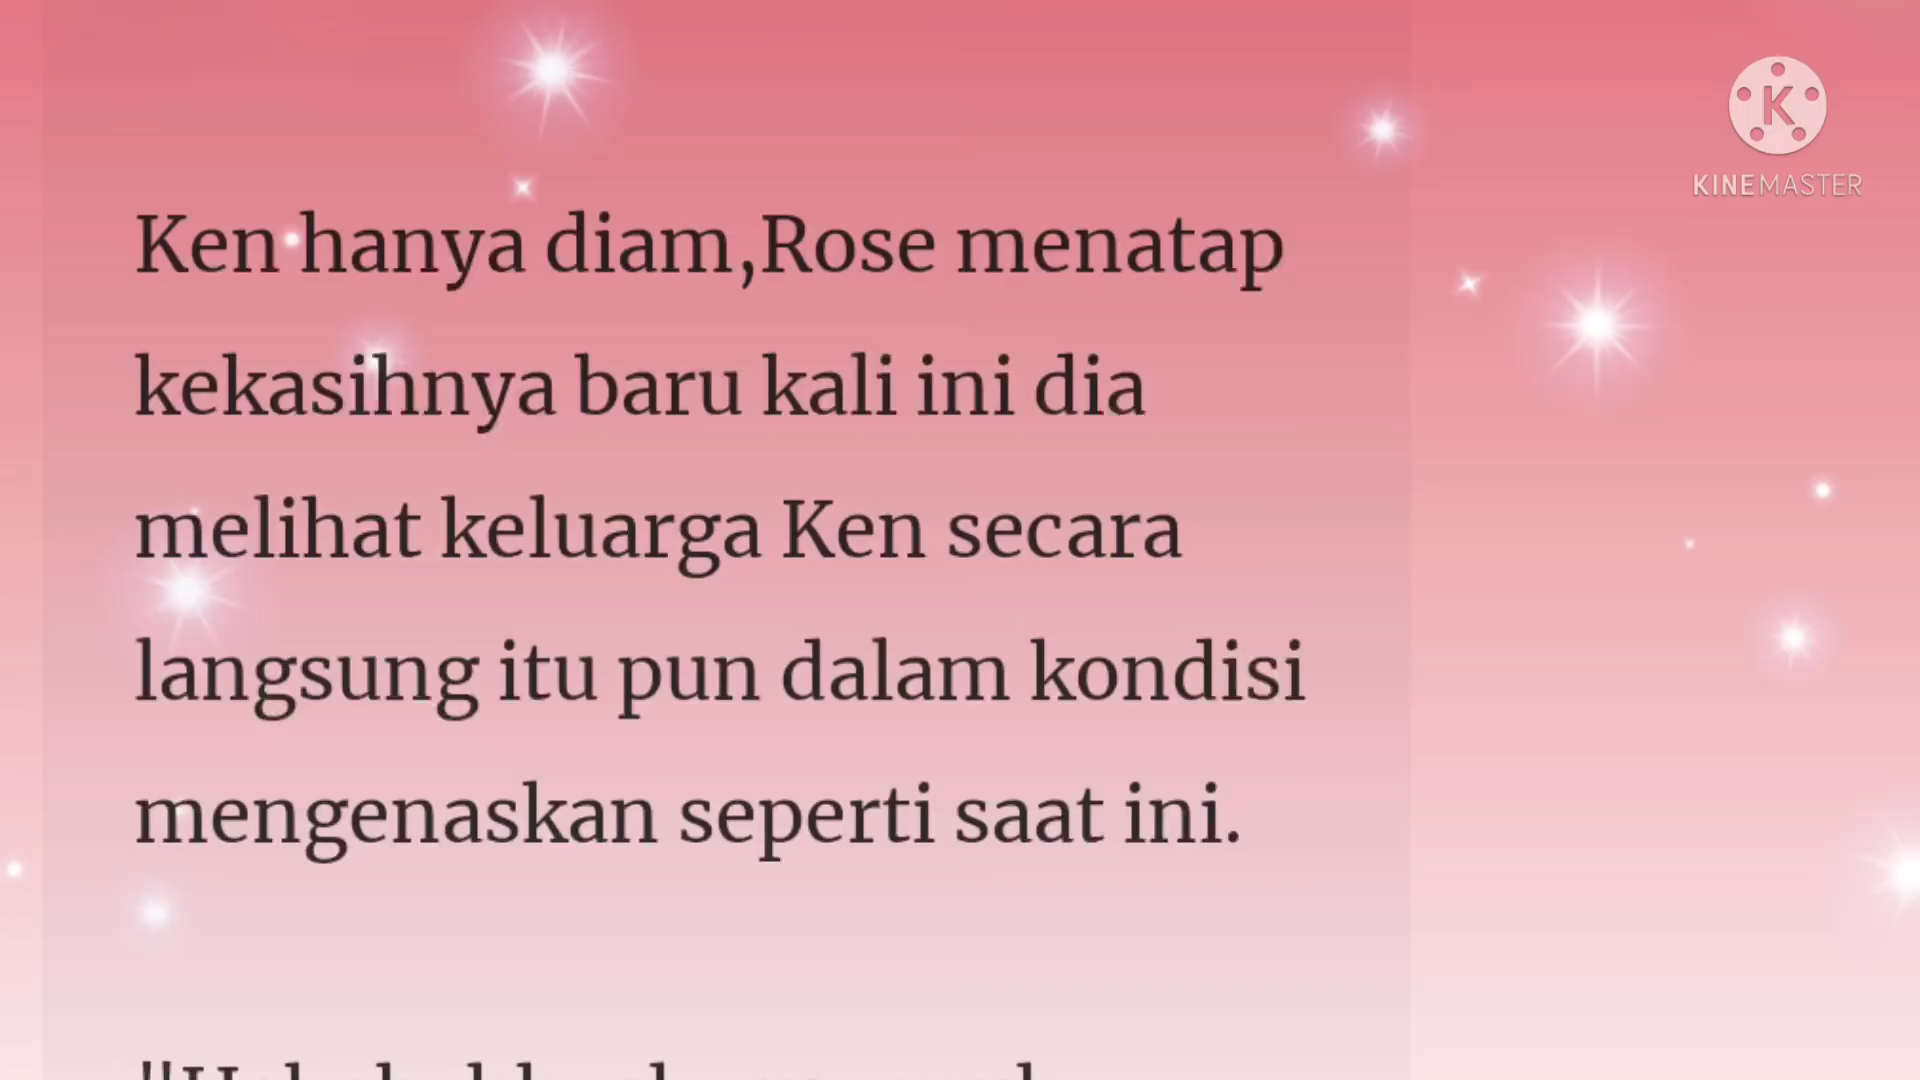 KINEMASTER
Ken hanya diam,Rose menatap
kekasihnya baru kali ini dia
melihat keluarga Ken secara
langsung itu pun dalam kondisi
mengenaskan seperti saat ini.